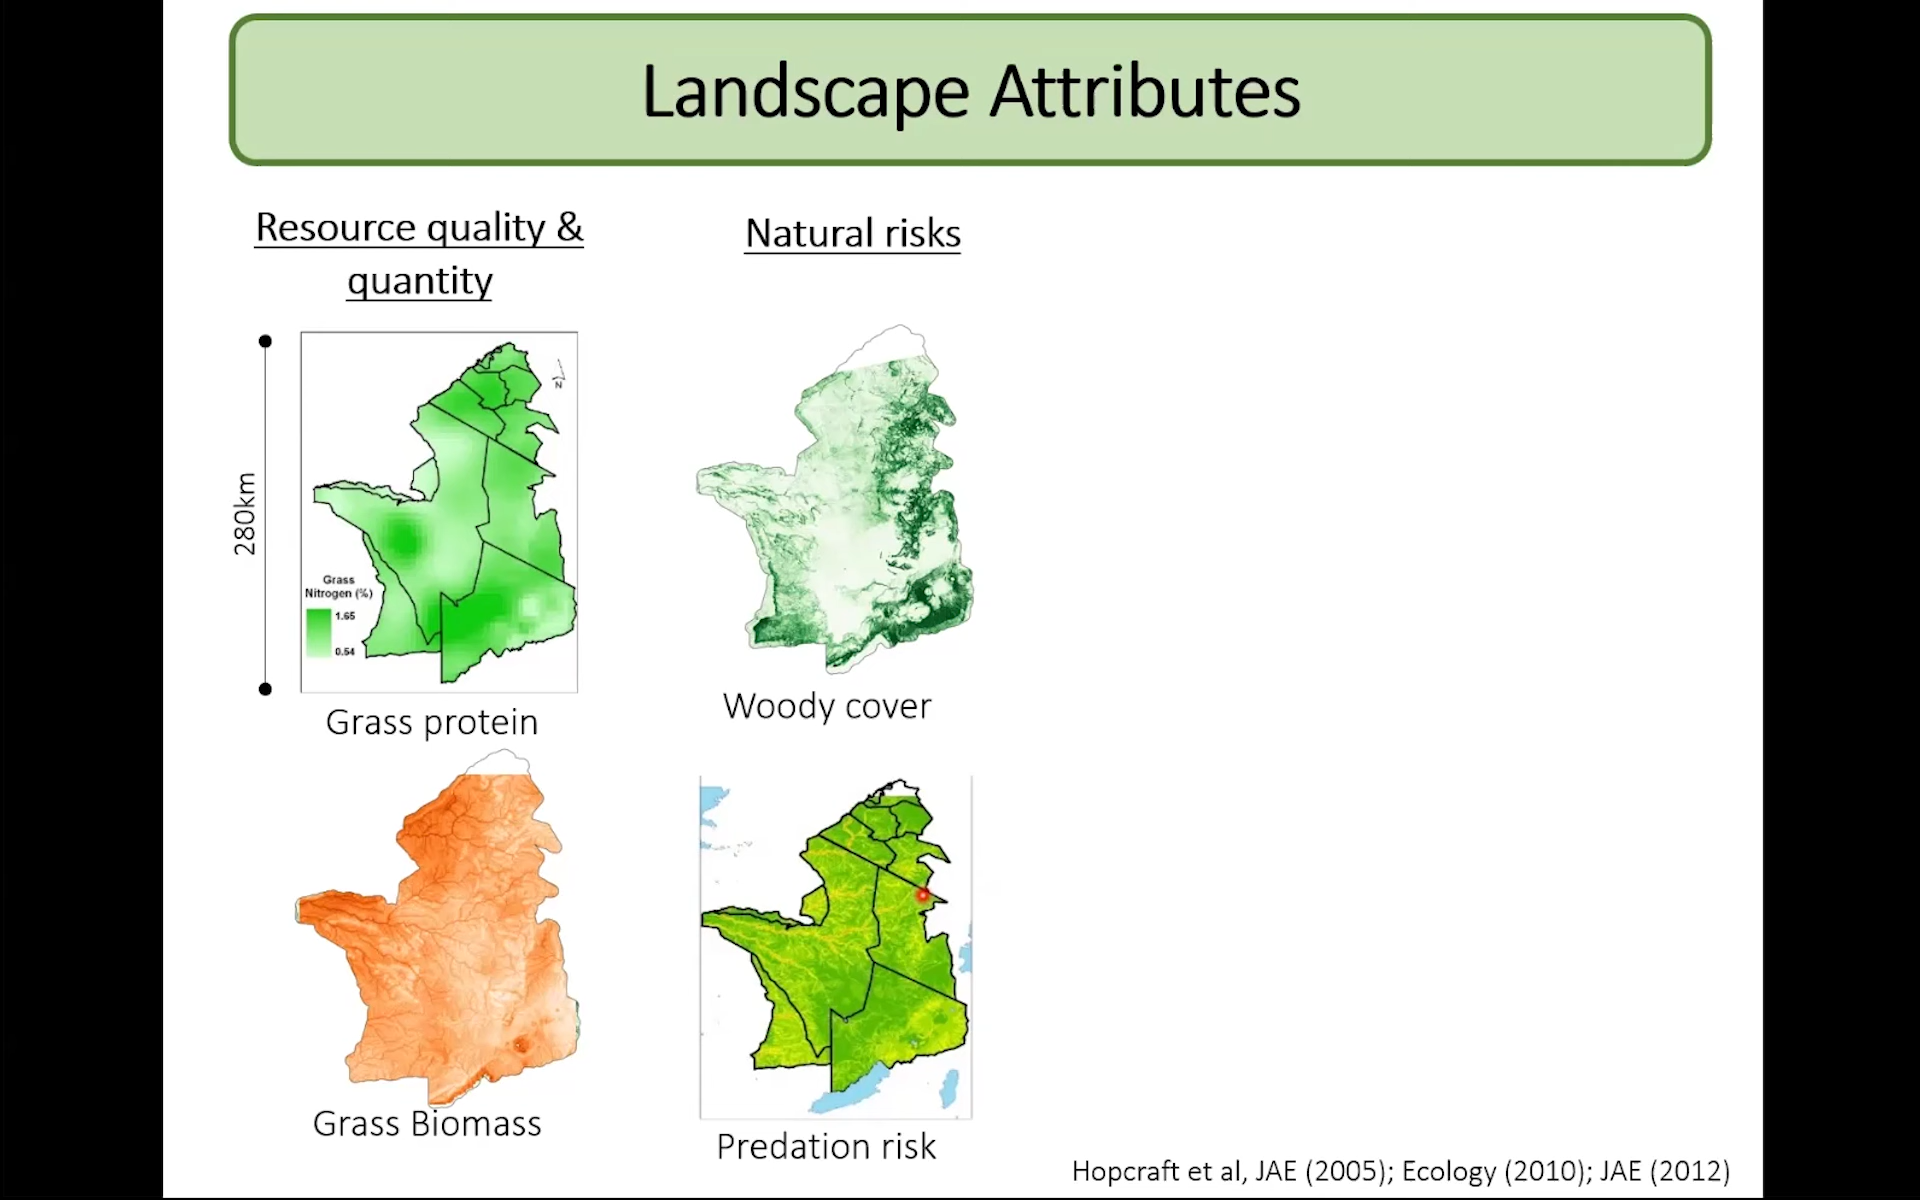 Landscape Attributes
Resource quality &
quantity
Natural risks
280km
N
Grass
Nitrogen (%)
1.65
0.54
Grass protein
Woody cover
Grass Biomass
Predation risk
Hopcraft et al, JAE (2005); Ecology (2010); JAE (2012)